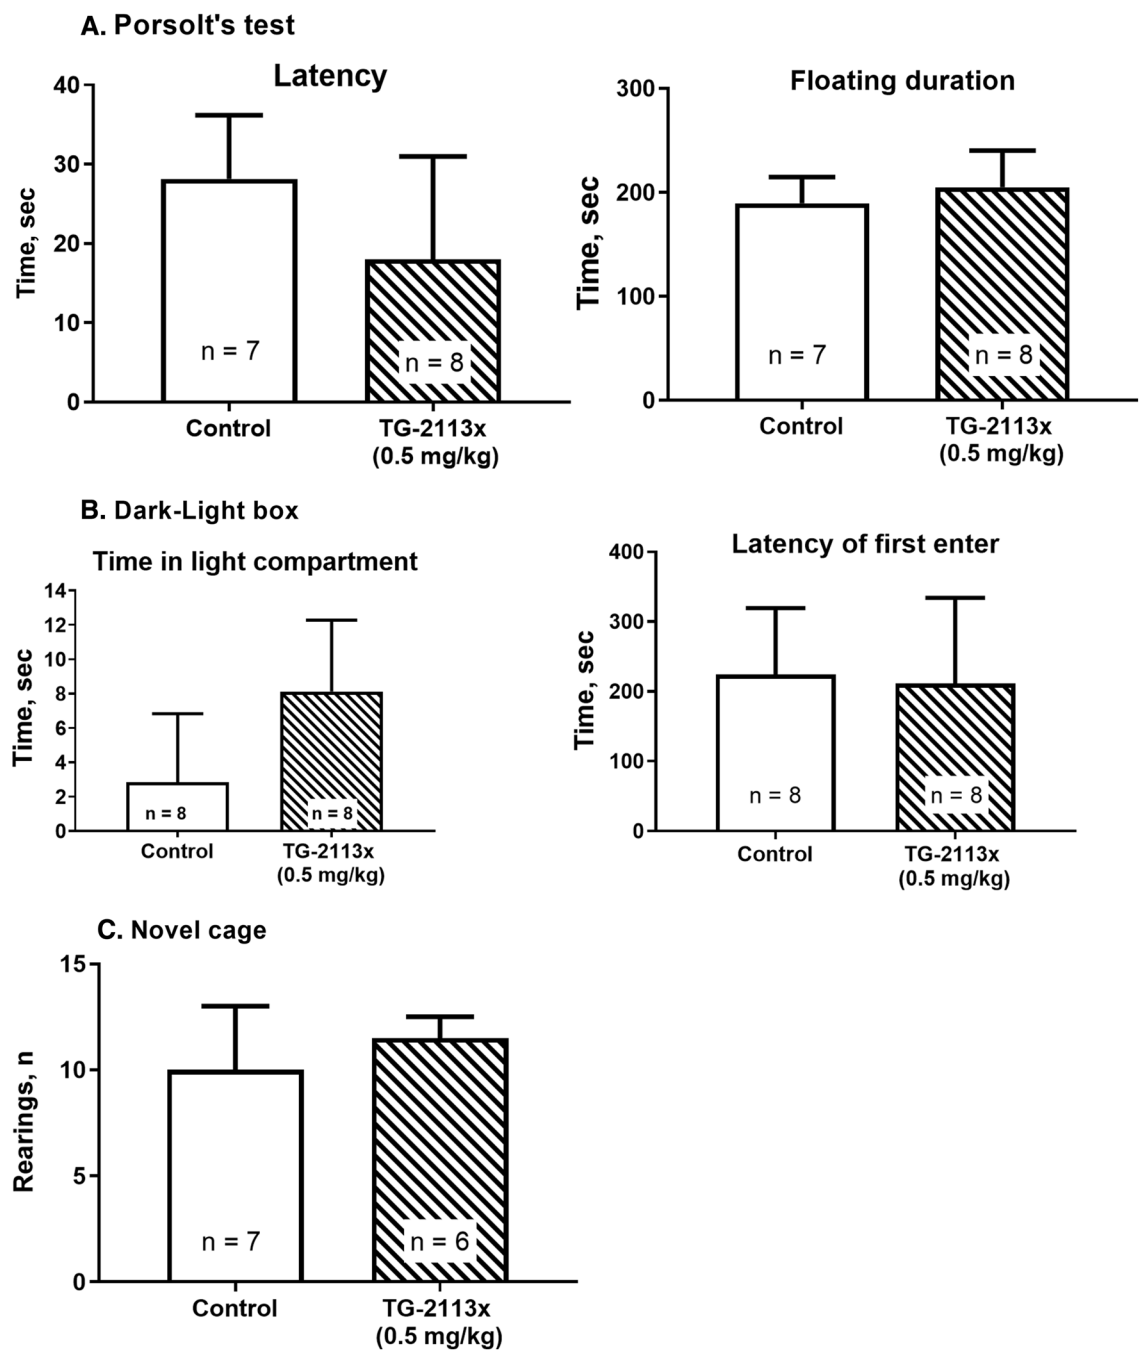 A. Porsolt's test
Latency
40
30
20
10
0
Time, sec
n = 7
n = 8
Control
TG-2113x
(0.5 mg/kg)
Floating duration
300
200
100
0
Time, sec
n = 7
n = 8
Control
TG-2113x
(0.5 mg/kg)
B. Dark-Light box
Time in light compartment
14
12
10
8
6
4
2
0
Time, sec
n = 8
n = 8
Control
TG-2113x
(0.5 mg/kg)
Latency of first enter
400
300
200
100
0
Time, sec
n = 8
n = 8
Control
TG-2113x
(0.5 mg/kg)
C. Novel cage
15
10
5
0
Rearings, n
n = 7
n = 6
Control
TG-2113x
(0.5 mg/kg)